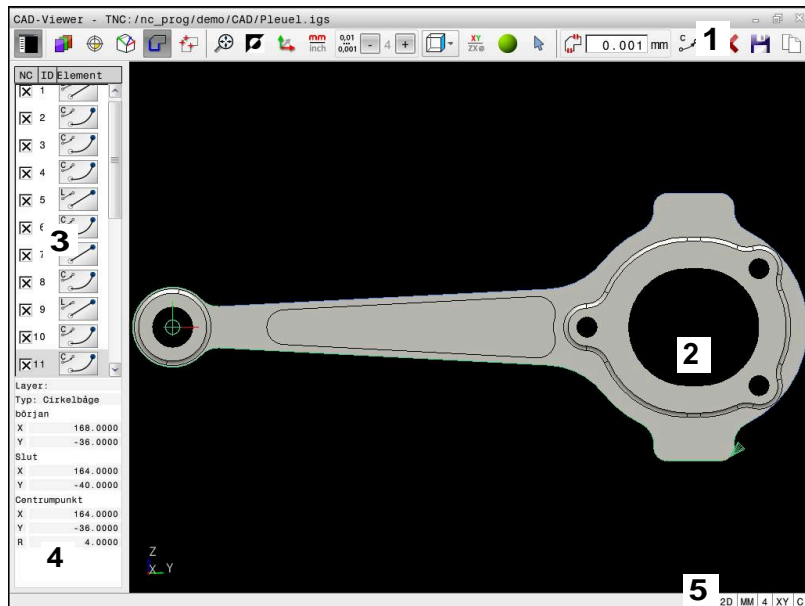 CAD-Viewer - TNC:/nc_prog/demo/CAD/Pleuel.igs
mm
inch
0,01
0,001
- 4 +
XY
ZXø
0.001 mm
C
1
NC ID Element
1
2 C
3 C
4 C
5 L
6 C
7
8 C
9 L
10 C
11 C
3
2
Layer:
Typ: Cirkelbåge
början
X 168.0000
Y -36.0000
Slut
X 164.0000
Y -40.0000
Centrumpunkt
X 164.0000
Y -36.0000
R 4.0000
4
Z
X Y
5
2D MM 4 XY C